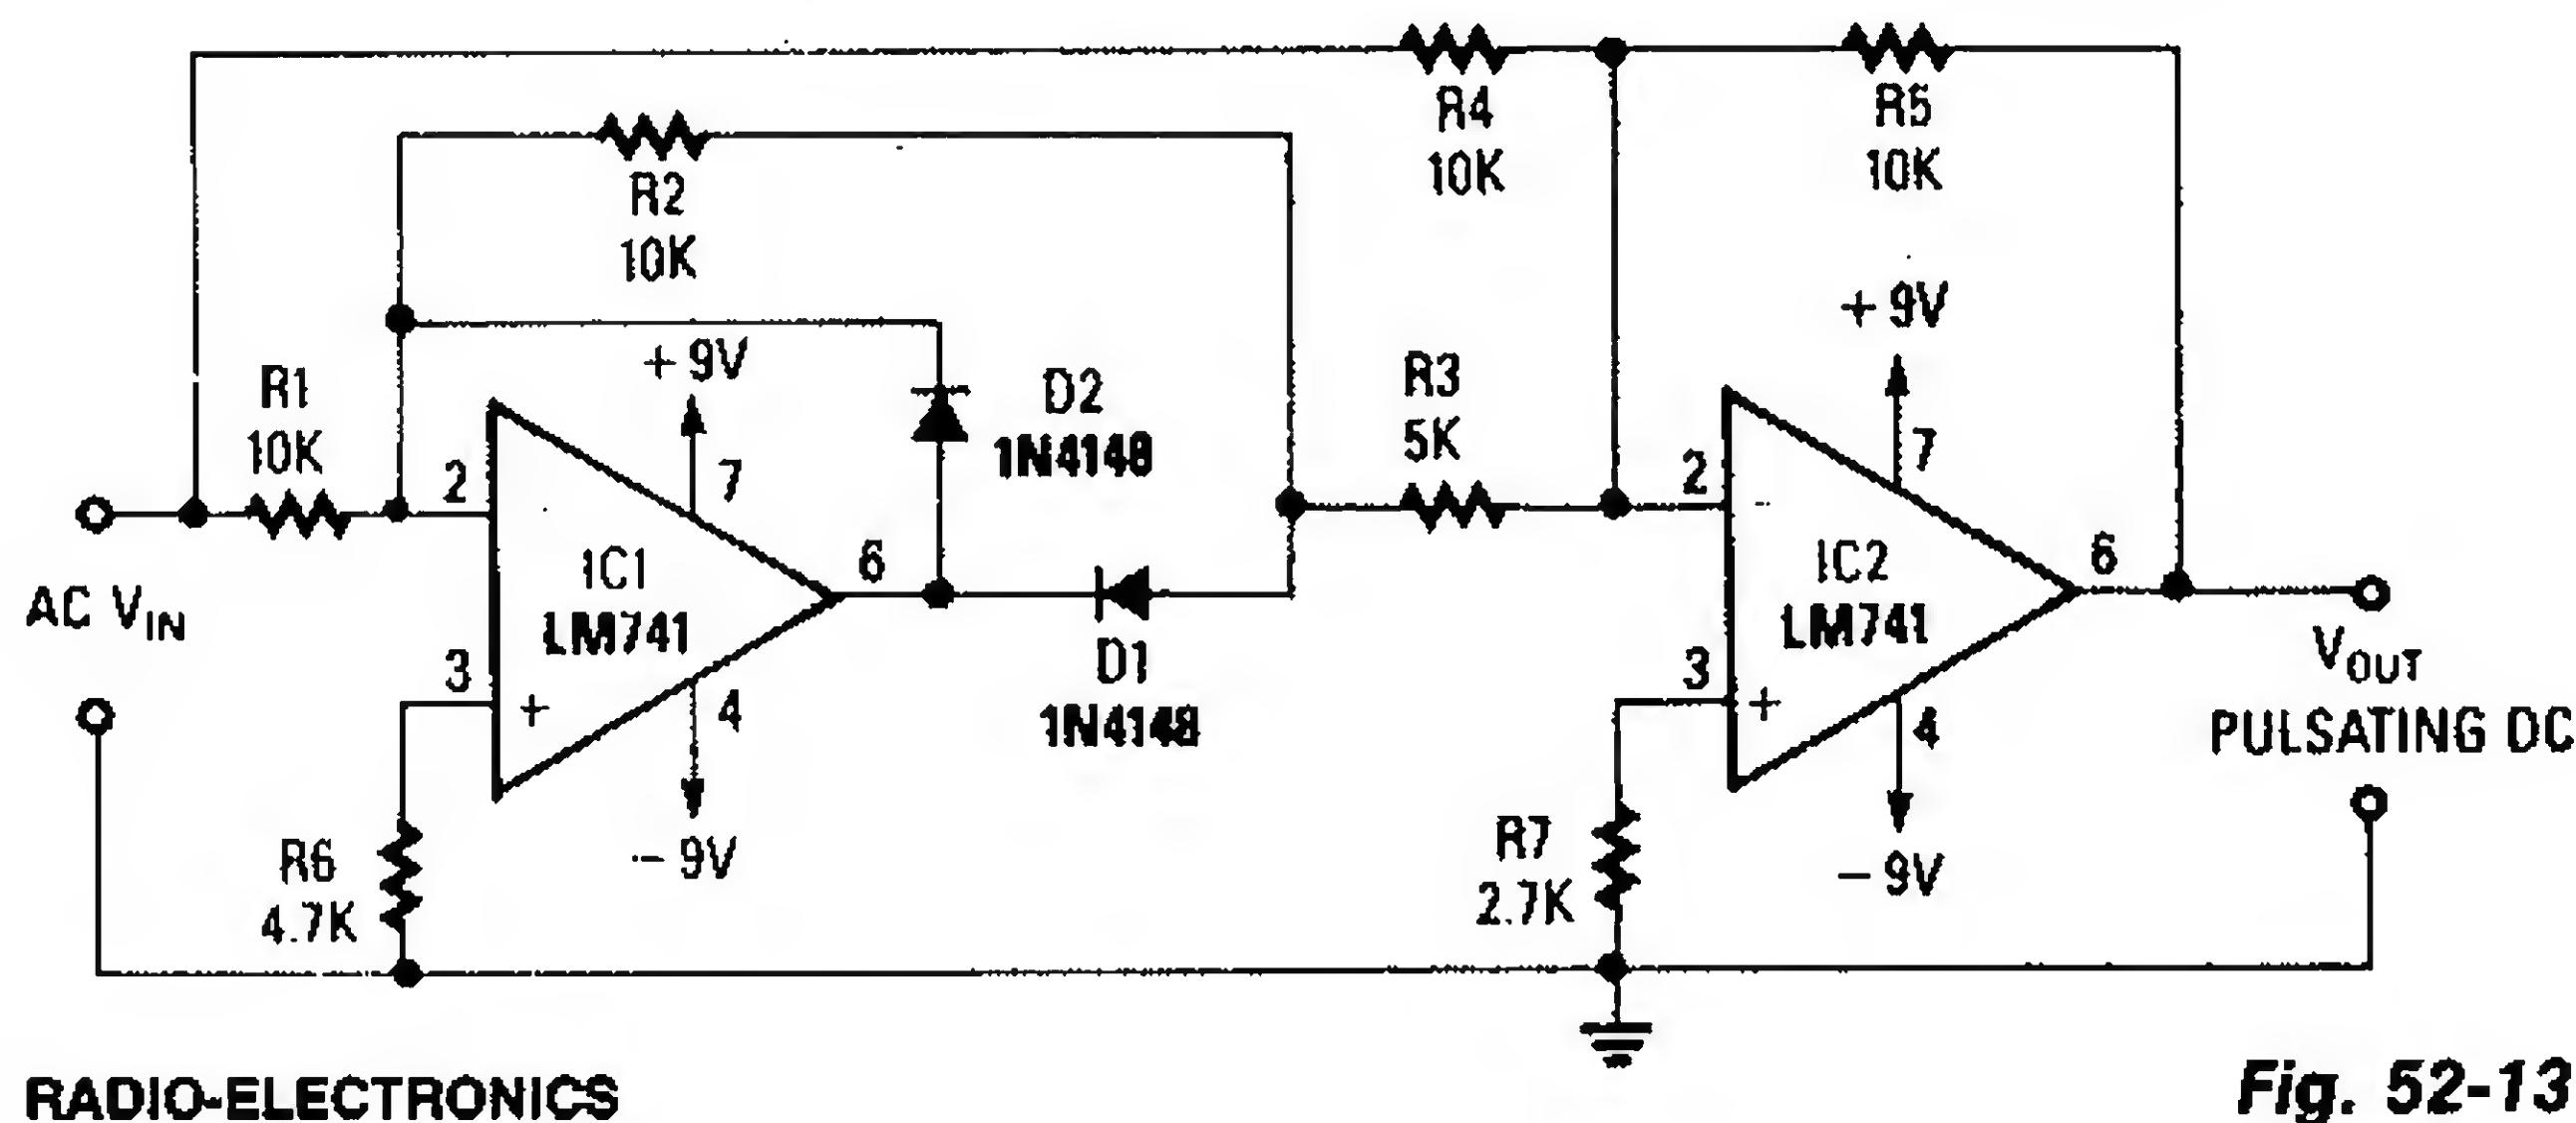 R4
10K
R5
10K
R2
10K
+9V
R1
10K
D2
1N4148
R3
5K
+9V
2
7
2
-
7
IC1
LM741
6
IC2
LM741
6
AC VIN
3
+
4
D1
1N4148
3
+
4
VOUT
PULSATING DC
-9V
R6
4.7K
-9V
R7
2.7K
RADIO-ELECTRONICS
Fig. 52-13